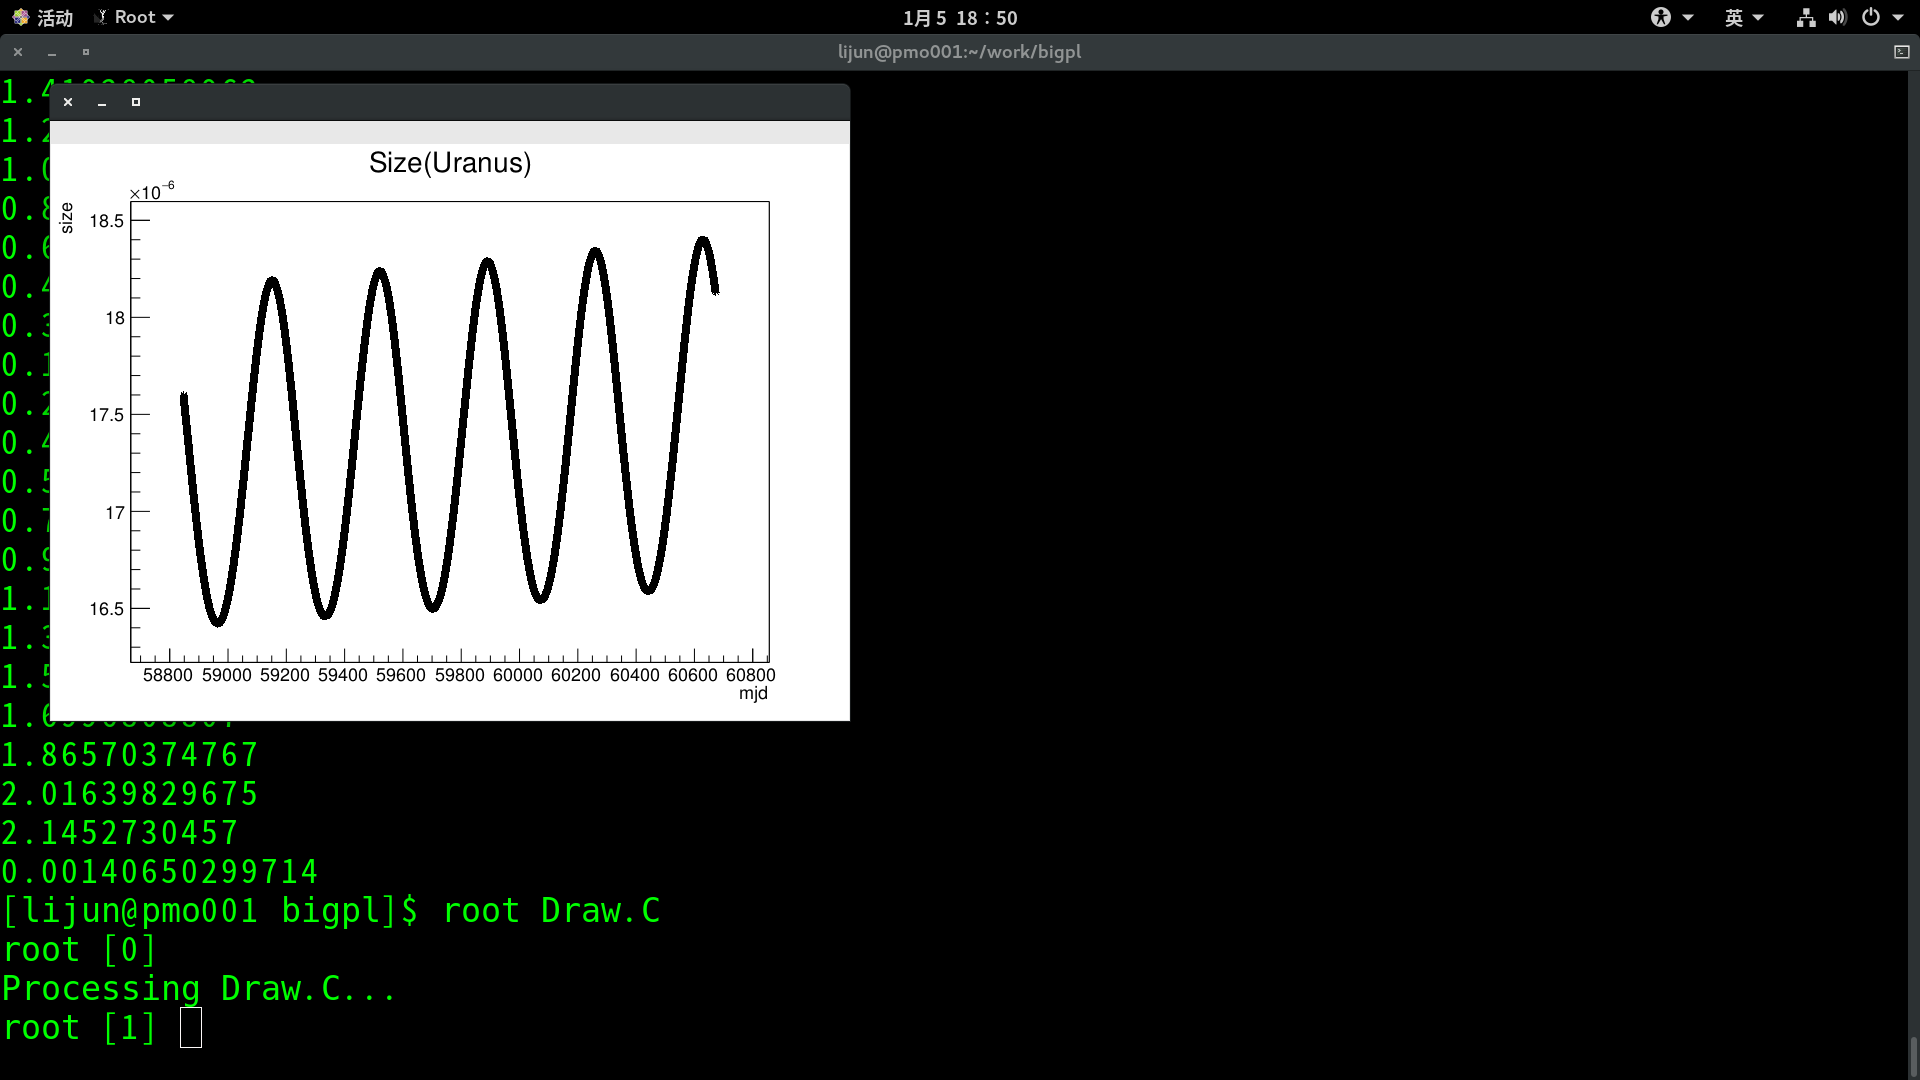 活动 Root 1月 5 18：50 英
lijun@pmo001:~/work/bigpl
Size(Uranus)
×10⁻⁶
size
18.5
18
17.5
17
16.5
58800 59000 59200 59400 59600 59800 60000 60200 60400 60600 60800
mjd
1.86570374767
2.01639829675
2.1452730457
0.00140650299714
[lijun@pmo001 bigpl]$ root Draw.C
root [0]
Processing Draw.C...
root [1]